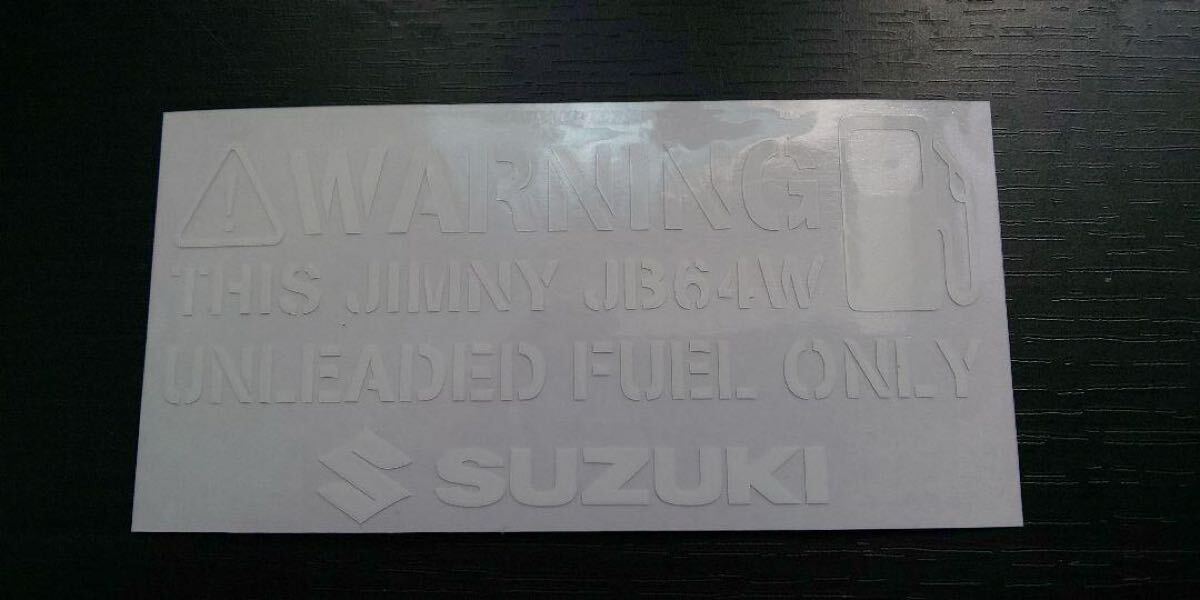 WARNING
THIS JIMNY JB64W
UNLEADED FUEL ONLY
SUZUKI